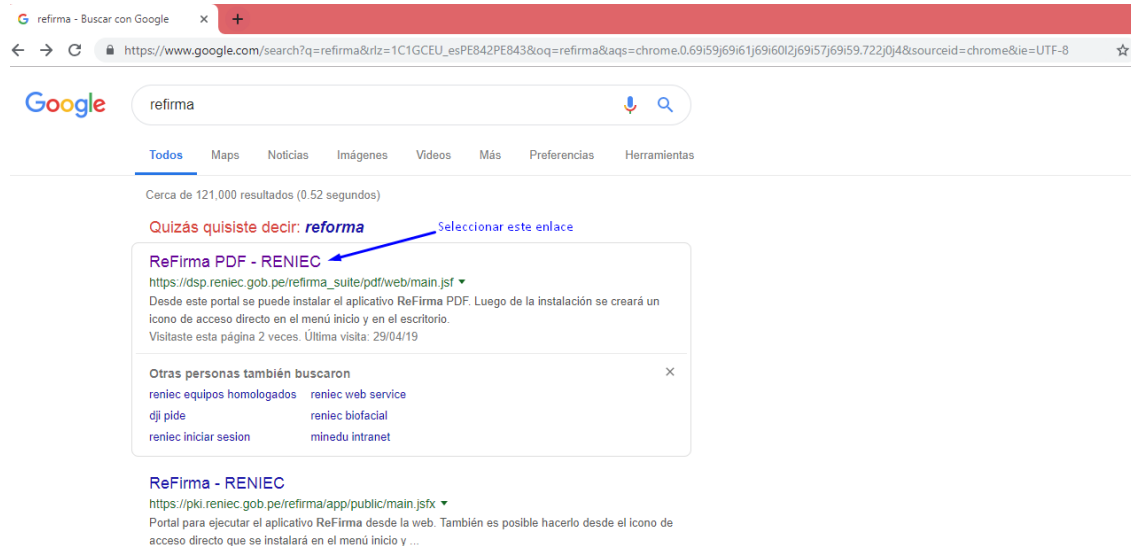 refirma - Buscar con Google
https://www.google.com/search?q=refirma&rlz=1C1GCEU_esPE842PE843&oq=refirma&aqs=chrome.0.69i59j69i61j69i60l2j69i57j69i59.722j0j4&sourceid=chrome&ie=UTF-8
Google
refirma
Todos Maps Noticias Imágenes Videos Más Preferencias Herramientas
Cerca de 121,000 resultados (0.52 segundos)
Quizás quisiste decir: reforma
Seleccionar este enlace
ReFirma PDF - RENIEC
https://dsp.reniec.gob.pe/refirma_suite/pdf/web/main.jsf
Desde este portal se puede instalar el aplicativo ReFirma PDF. Luego de la instalación se creará un
icono de acceso directo en el menú inicio y en el escritorio.
Visitaste esta página 2 veces. Última visita: 29/04/19
Otras personas también buscaron
reniec equipos homologados reniec web service
dji pide reniec biofacial
reniec iniciar sesion minedu intranet
ReFirma - RENIEC
https://pki.reniec.gob.pe/refirma/app/public/main.jsfx
Portal para ejecutar el aplicativo ReFirma desde la web. También es posible hacerlo desde el icono de
acceso directo que se instalará en el menú inicio y ...